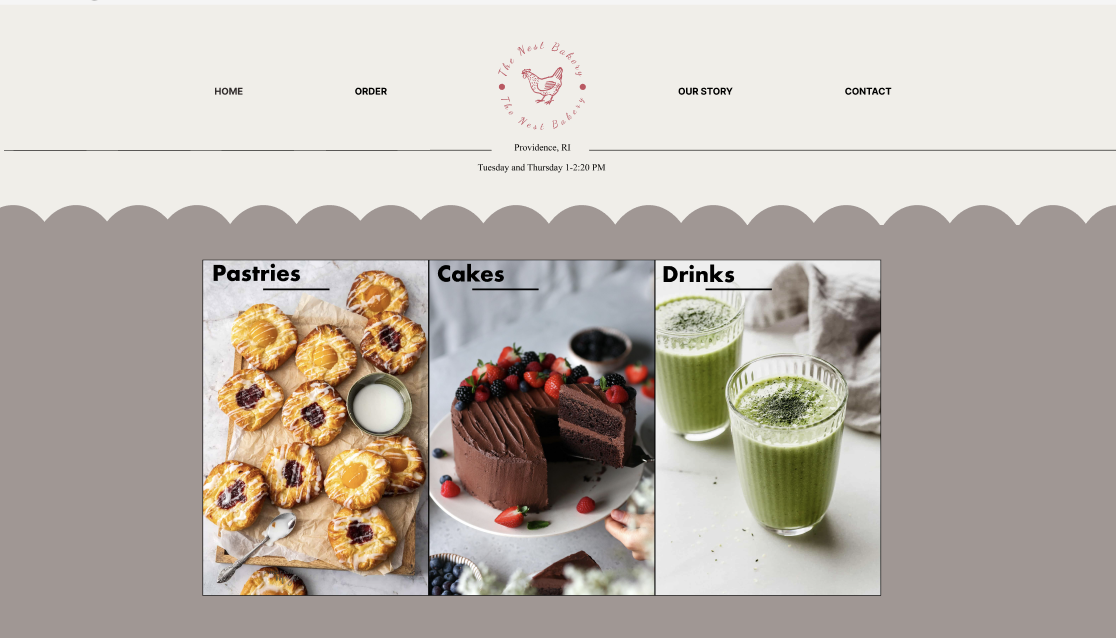 The Nest Bakery
HOME
ORDER
OUR STORY
CONTACT
The Nest Bakery
Providence, RI
Tuesday and Thursday 1-2:20 PM
Pastries
Cakes
Drinks